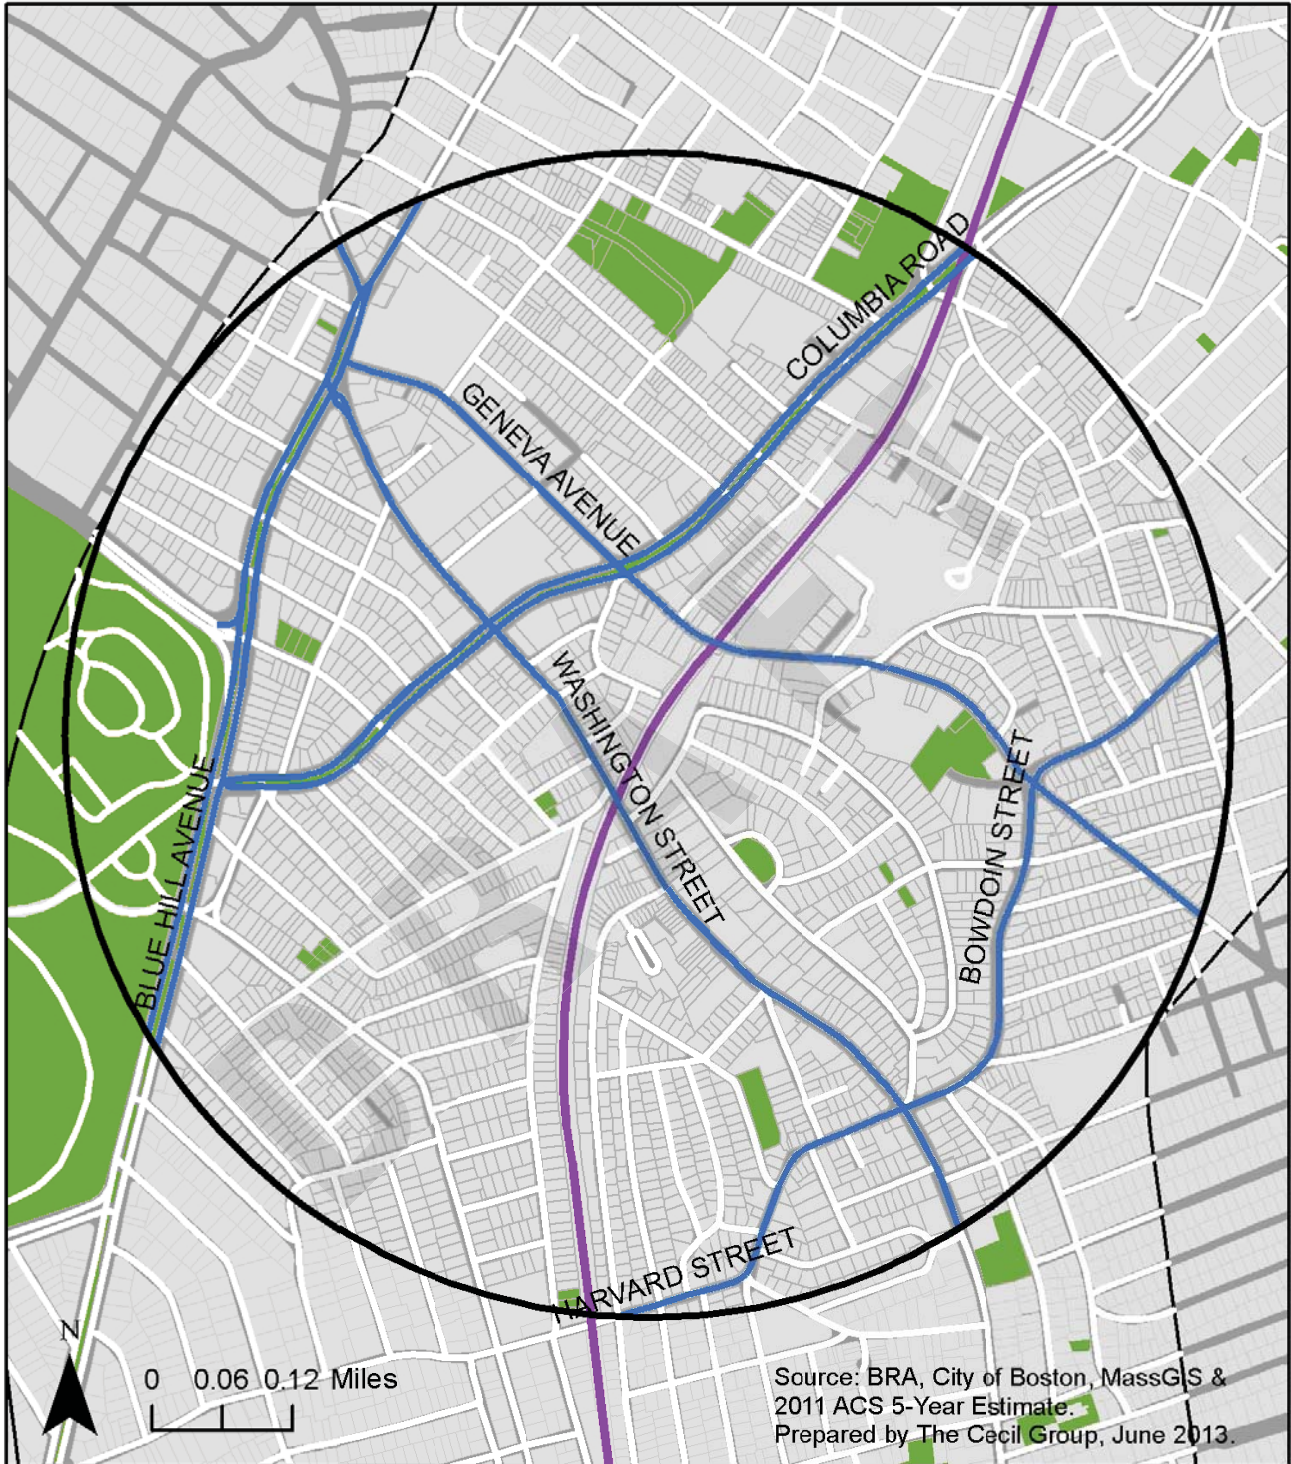 COLUMBIA ROAD
GENEVA AVENUE
WASHINGTON STREET
BLUE HILL AVENUE
BOWDOIN STREET
HARVARD STREET
N
0 0.06 0.12 Miles
Source: BRA, City of Boston, MassGIS &
2011 ACS 5-Year Estimate.
Prepared by The Cecil Group, June 2013.